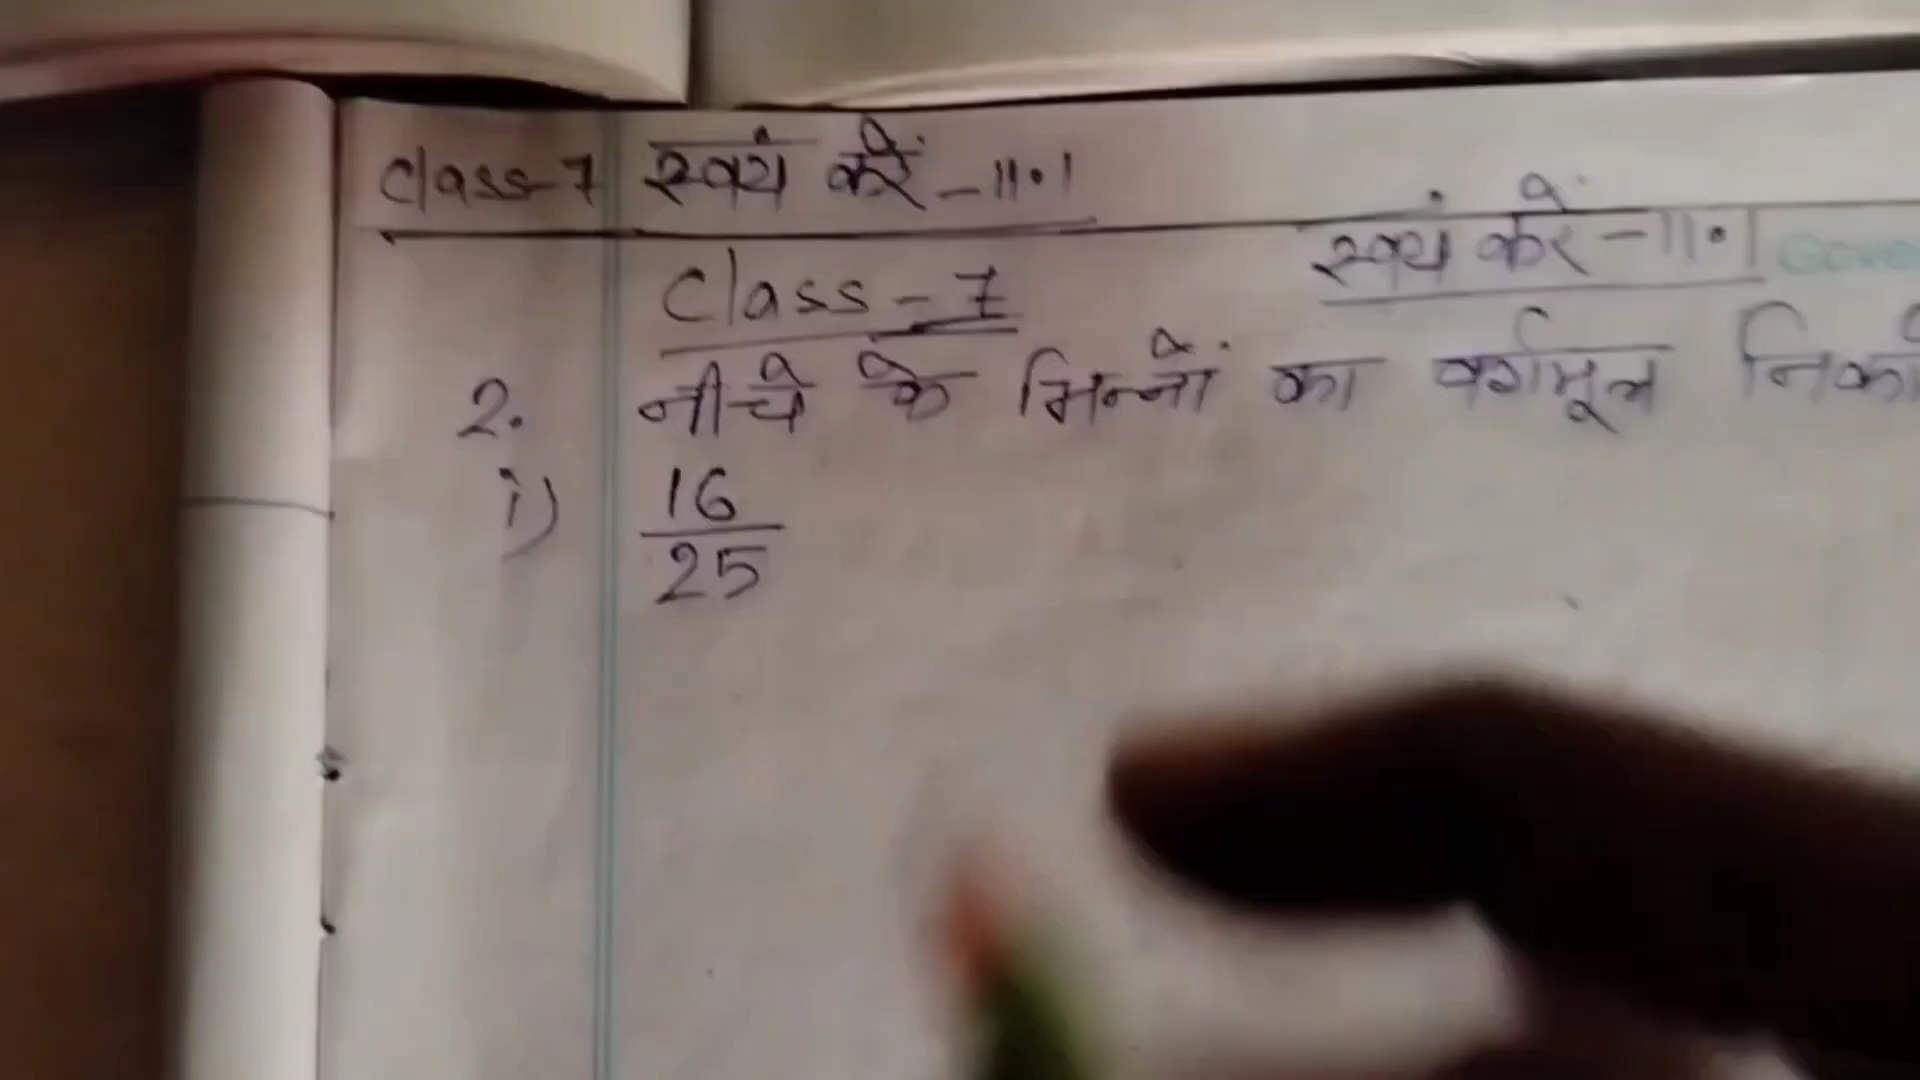 class-7 स्वयं करें - 11.1
स्वयं करें - 11.1
Class - 7
2. नीचे के भिन्नों का वर्गमूल
i) 16
25